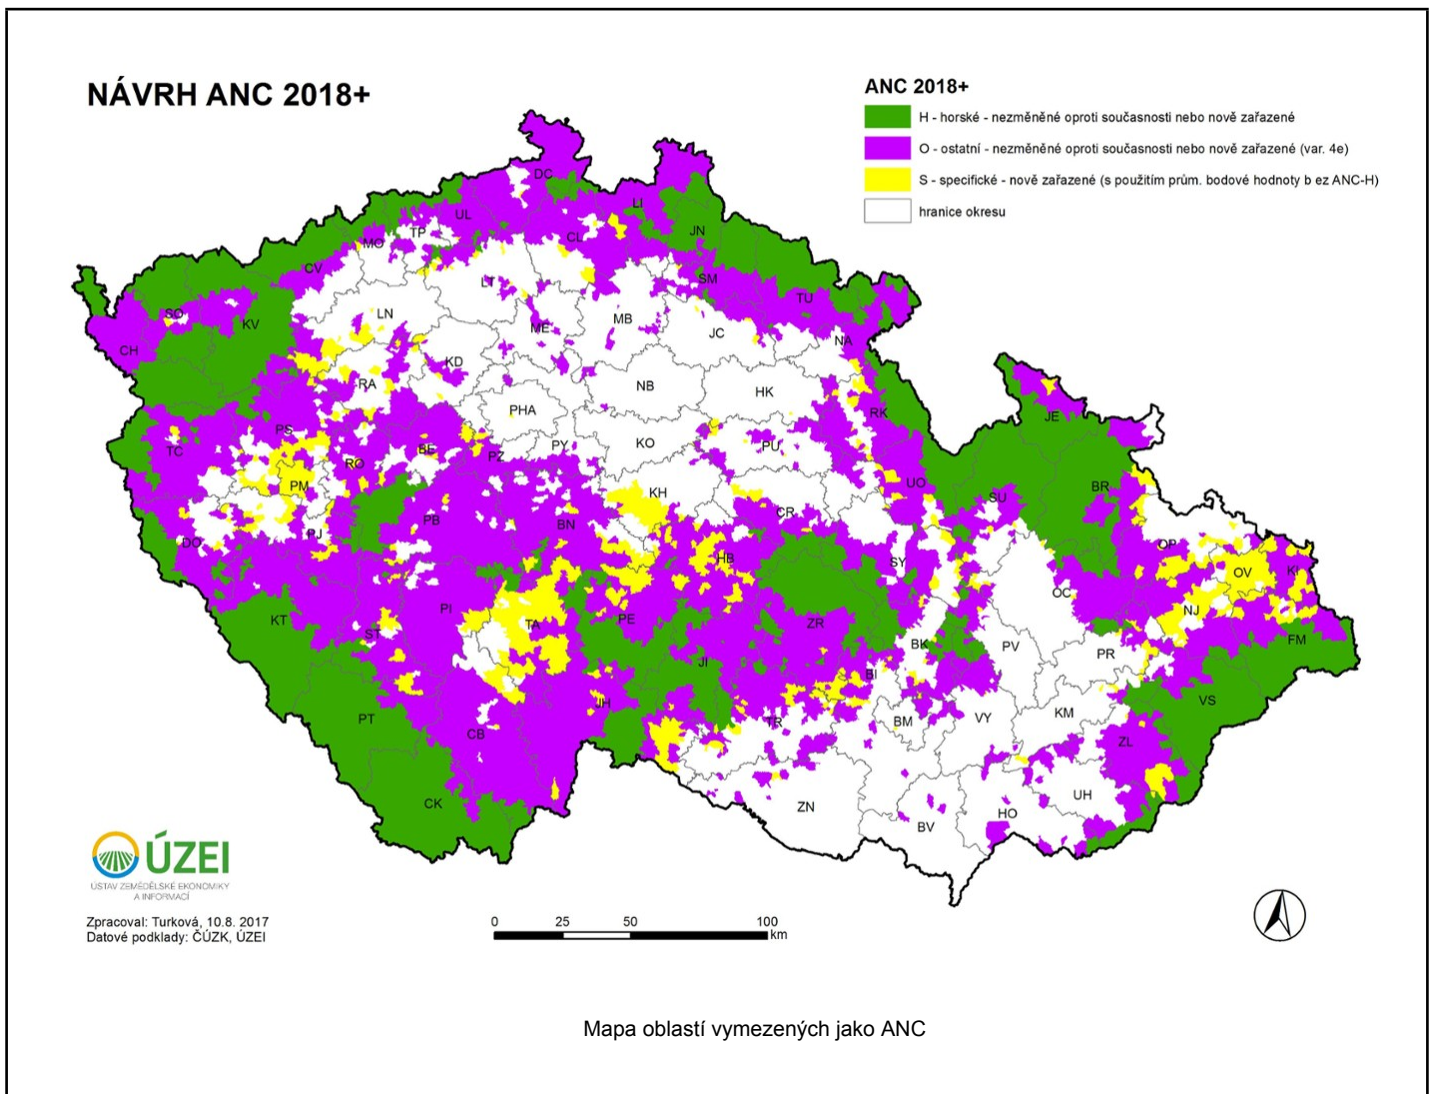 NÁVRH ANC 2018+
ANC 2018+
H - horské - nezměněné oproti současnosti nebo nově zařazené
O - ostatní - nezměněné oproti současnosti nebo nově zařazené (var. 4e)
S - specifické - nově zařazené (s použitím prům. bodové hodnoty b ez ANC-H)
hranice okresu
DC
LI
UL
JN
TP
MO
CL
CV
SM
LT
TU
SO
KV
LN
MB
ME
JC
NA
CH
KD
RA
NB
HK
PHA
RK
JE
PS
TC
BE
RO
PZ
PY
KO
PU
PM
KH
UO
SU
BR
PB
BN
CR
DO
PJ
OP
HB
SY
OV
KI
OC
PI
KT
ST
TA
PE
ZR
NJ
FM
BK
PV
PR
JI
BI
VS
JH
PT
TR
BM
VY
KM
CB
ZL
CK
ZN
UH
HO
BV
ÚZEI
ÚSTAV ZEMĚDĚLSKÉ EKONOMIKY
A INFORMACÍ
Zpracoval: Turková, 10.8. 2017
Datové podklady: ČÚZK, ÚZEI
0 25 50 100
km
Mapa oblastí vymezených jako ANC